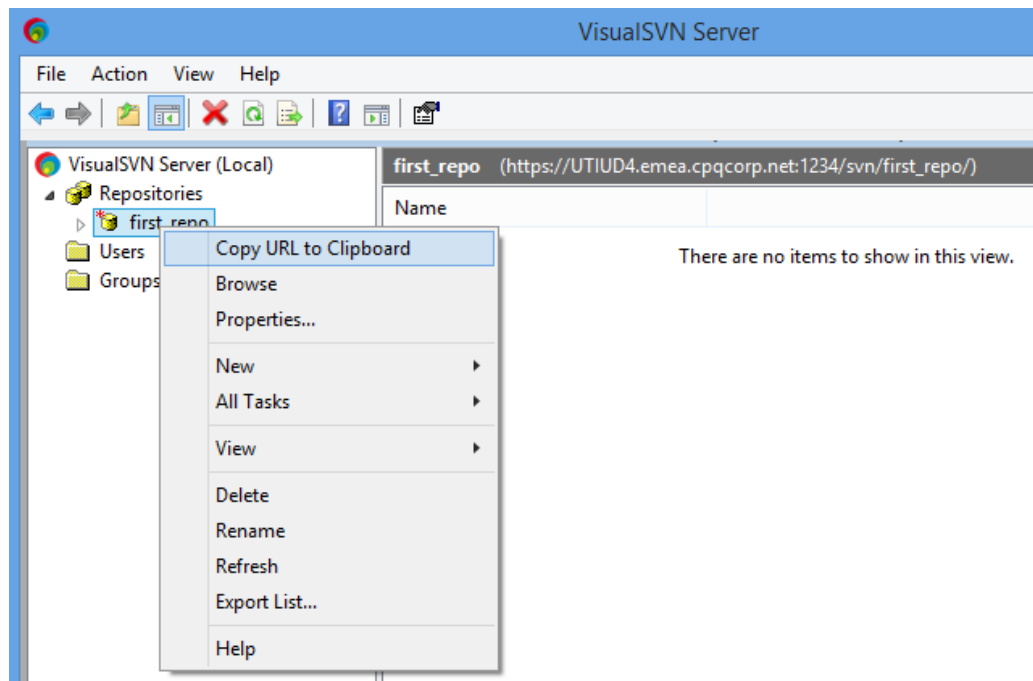 VisualSVN Server
File Action View Help
VisualSVN Server (Local)
Repositories
first_repo
Users
Groups
first_repo (https://UTIUD4.emea.cpqcorp.net:1234/svn/first_repo/)
Name
There are no items to show in this view.
Copy URL to Clipboard
Browse
Properties...
New
All Tasks
View
Delete
Rename
Refresh
Export List...
Help